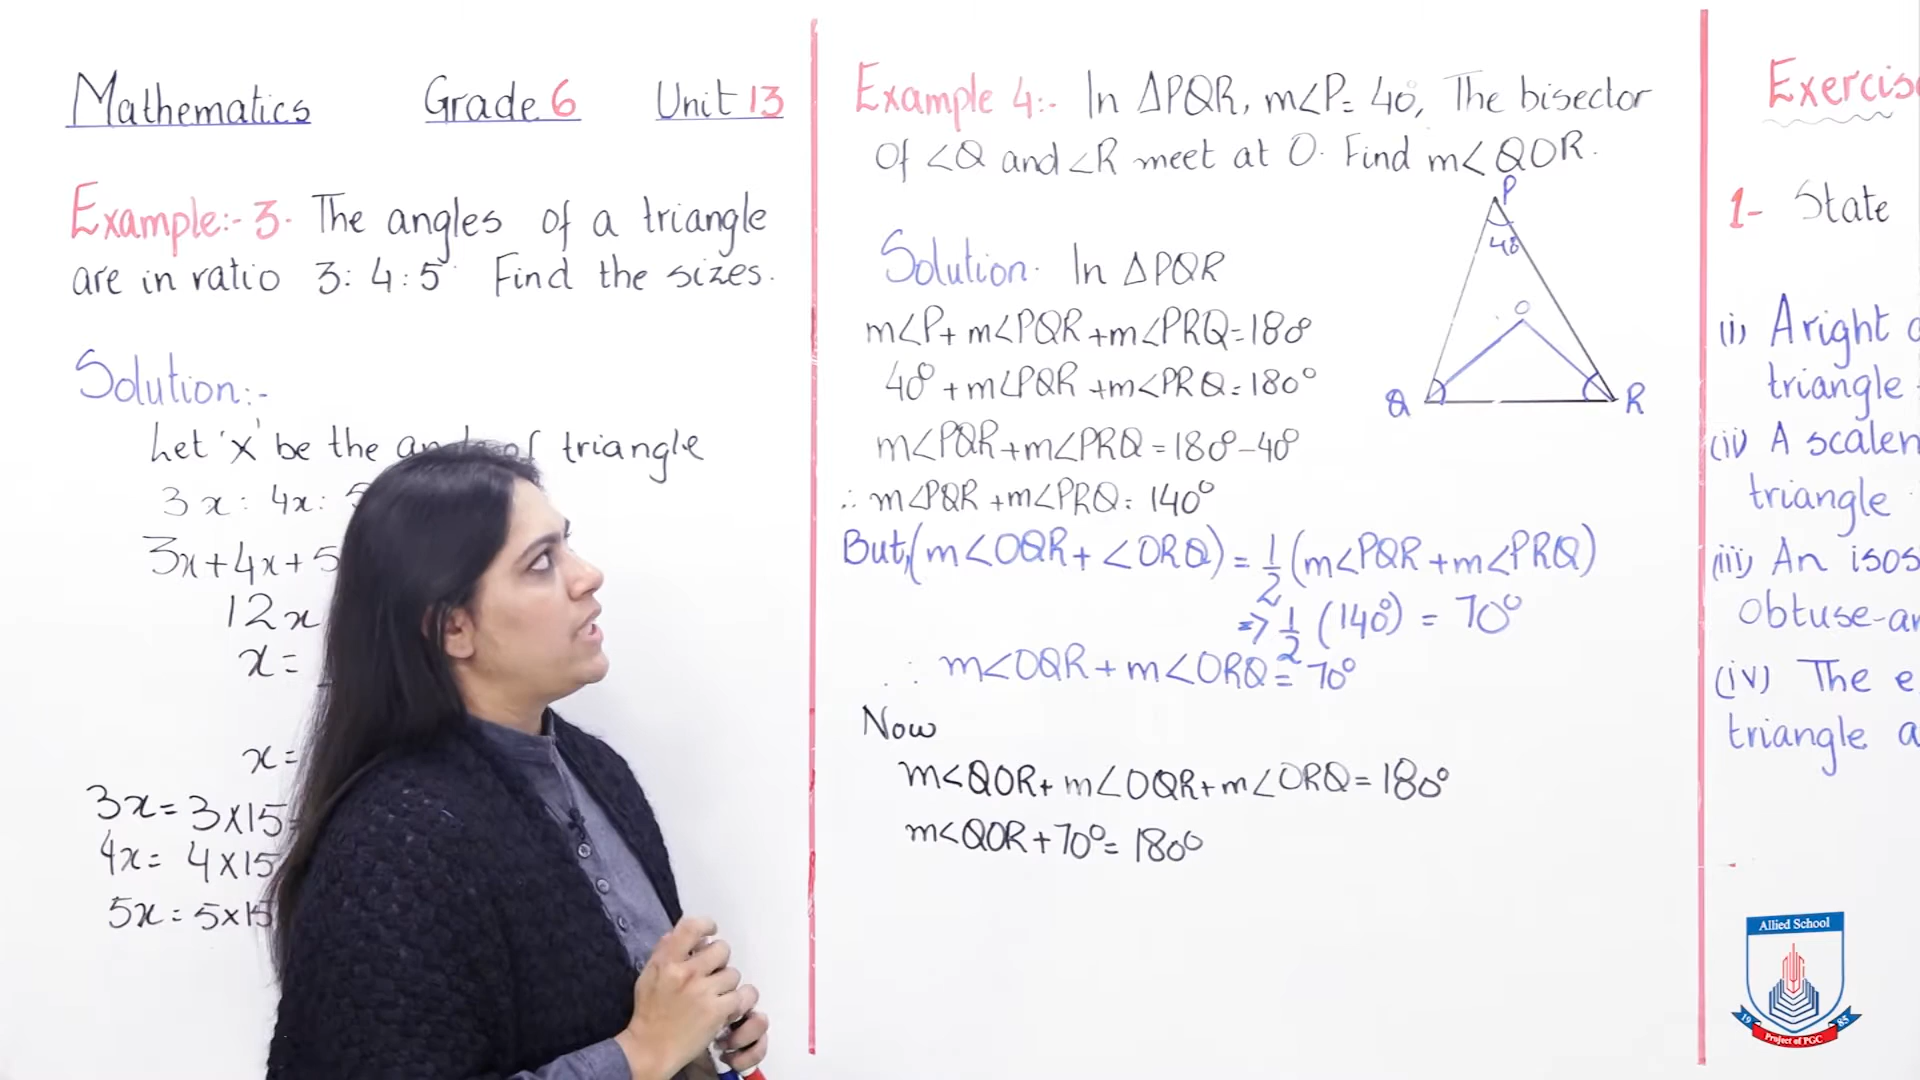 Mathematics Grade 6 Unit 13
Example:- 3. The angles of a triangle
are in ratio 3: 4: 5. Find the sizes.
Solution:-
Let 'x' be the of triangle
3x: 4x:
3x+4x+5
12x
x=
x=
3x=3x15
4x= 4x15
5x= 5x15
Example 4:- In △PQR, m∠P= 40°, The bisector
Of ∠Q and ∠R meet at O. Find m∠QOR.
P
40°
O
Q R
Solution. In △PQR
m∠P+ m∠PQR +m∠PRQ=180°
40° +m∠PQR +m∠PRQ=180°
m∠PQR+m∠PRQ=180°-40°
∴ m∠PQR +m∠PRQ= 140°
But,(m∠OQR+ ∠ORQ) = 1/2 (m∠PQR +m∠PRQ)
⇒ 1/2 (140°) = 70°
∴ m∠OQR+m∠ORQ= 70°
Now
m∠QOR+ m∠OQR+m∠ORQ=180°
m∠QOR +70°= 180°
Exercis
1- State
(i) A right
triangle
(ii) A scalen
triangle
(iii) An isos
Obtuse-an
(iv) The e
triangle a
Allied School
19 85
Project of PGC